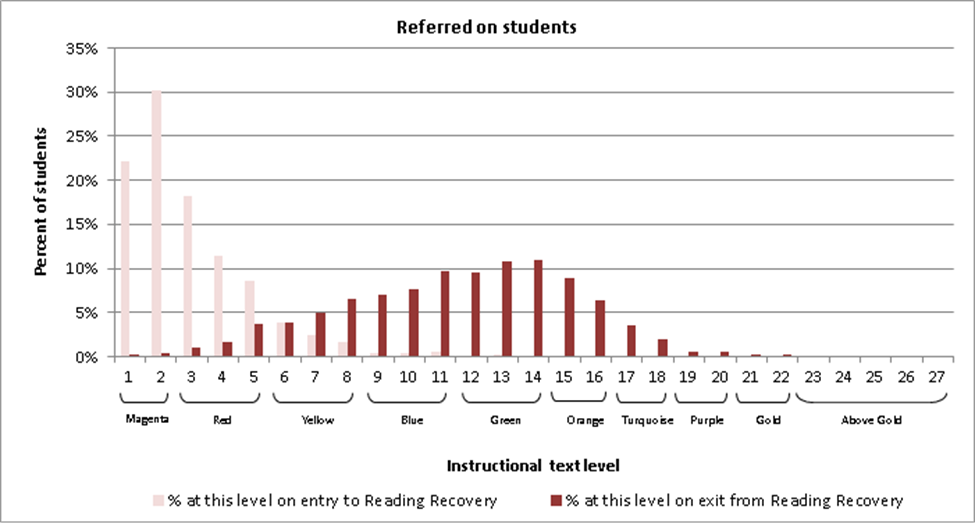 Referred on students
35%
30%
25%
20%
15%
10%
5%
0%
Percent of students
1 2 3 4 5 6 7 8 9 10 11 12 13 14 15 16 17 18 19 20 21 22 23 24 25 26 27
Magenta Red Yellow Blue Green Orange Turquoise Purple Gold Above Gold
Instructional text level
% at this level on entry to Reading Recovery % at this level on exit from Reading Recovery